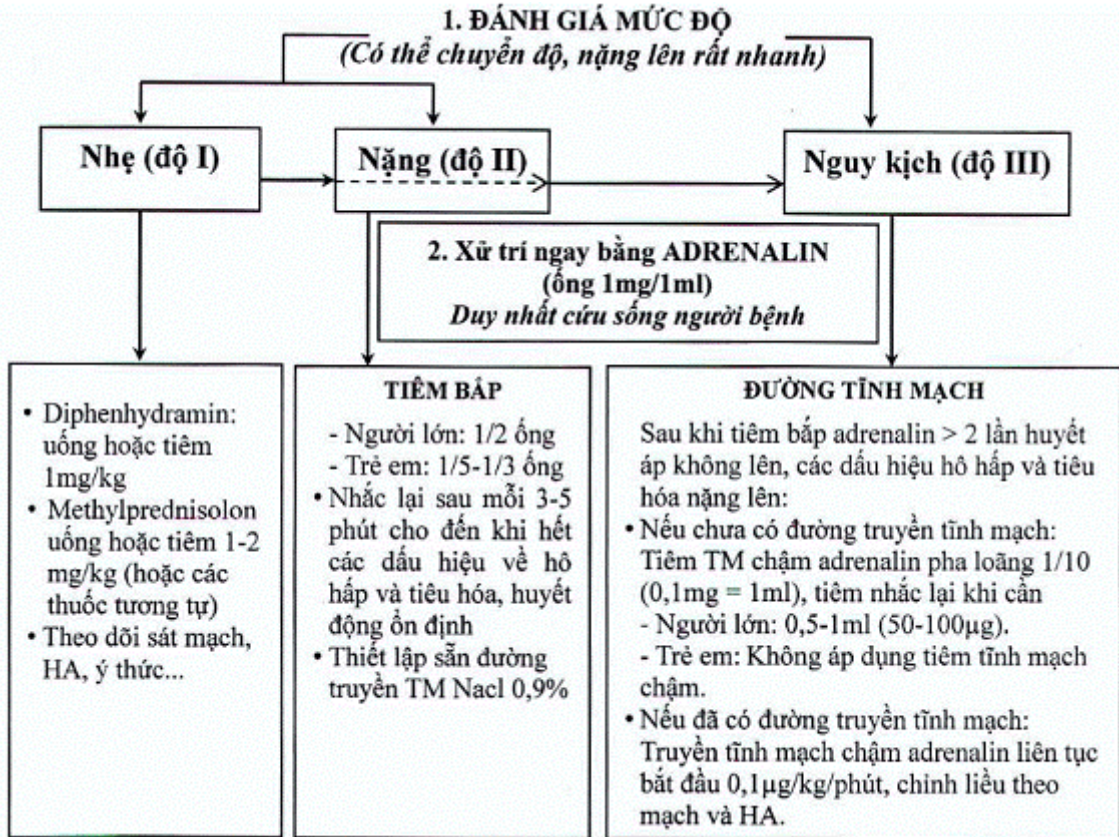 1. ĐÁNH GIÁ MỨC ĐỘ
(Có thể chuyển độ, nặng lên rất nhanh)
Nhẹ (độ I)
Nặng (độ II)
Nguy kịch (độ III)
2. Xử trí ngay bằng ADRENALIN
(ống 1mg/1ml)
Duy nhất cứu sống người bệnh
• Diphenhydramin:
uống hoặc tiêm
1mg/kg
• Methylprednisolon
uống hoặc tiêm 1-2
mg/kg (hoặc các
thuốc tương tự)
• Theo dõi sát mạch,
HA, ý thức...
TIÊM BẮP
- Người lớn: 1/2 ống
- Trẻ em: 1/5-1/3 ống
• Nhắc lại sau mỗi 3-5
phút cho đến khi hết
các dấu hiệu về hô
hấp và tiêu hóa, huyết
động ổn định
• Thiết lập sẵn đường
truyền TM Nacl 0,9%
ĐƯỜNG TĨNH MẠCH
Sau khi tiêm bắp adrenalin > 2 lần huyết
áp không lên, các dấu hiệu hô hấp và tiêu
hóa nặng lên:
• Nếu chưa có đường truyền tĩnh mạch:
Tiêm TM chậm adrenalin pha loãng 1/10
(0,1mg = 1ml), tiêm nhắc lại khi cần
- Người lớn: 0,5-1ml (50-100µg).
- Trẻ em: Không áp dụng tiêm tĩnh mạch
chậm.
• Nếu đã có đường truyền tĩnh mạch:
Truyền tĩnh mạch chậm adrenalin liên tục
bắt đầu 0,1µg/kg/phút, chỉnh liều theo
mạch và HA.